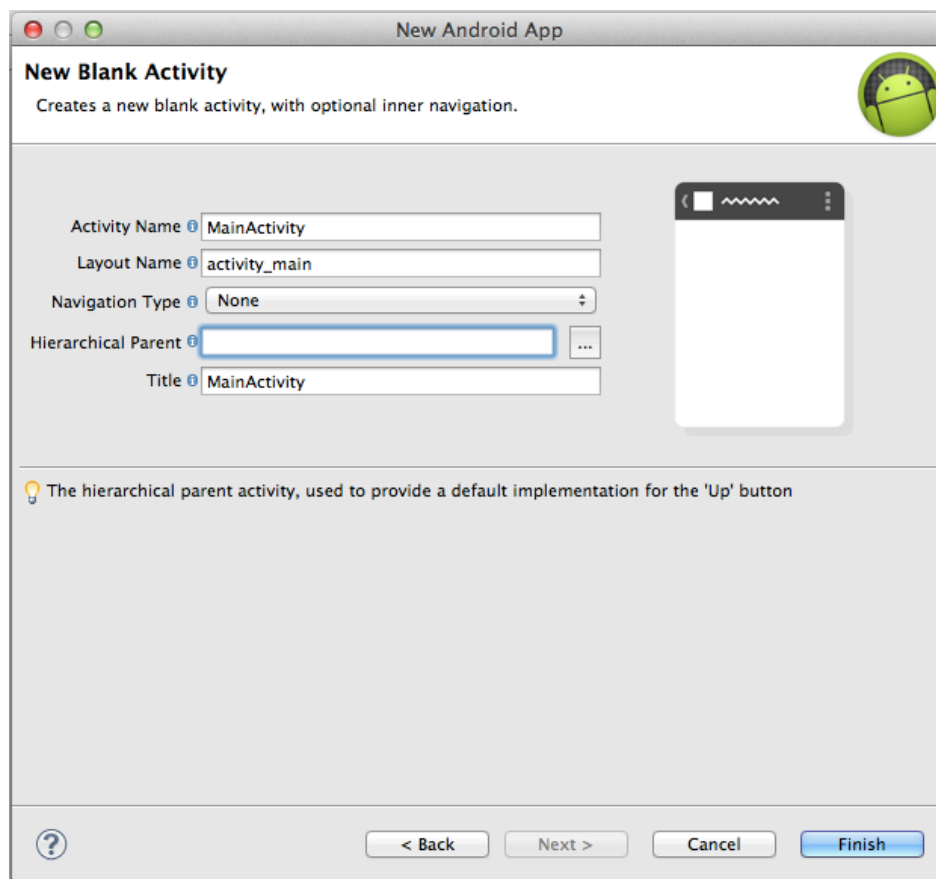 New Android App
New Blank Activity
Creates a new blank activity, with optional inner navigation.
Activity Name MainActivity
Layout Name activity_main
Navigation Type None
Hierarchical Parent ...
Title MainActivity
The hierarchical parent activity, used to provide a default implementation for the 'Up' button
? < Back Next > Cancel Finish